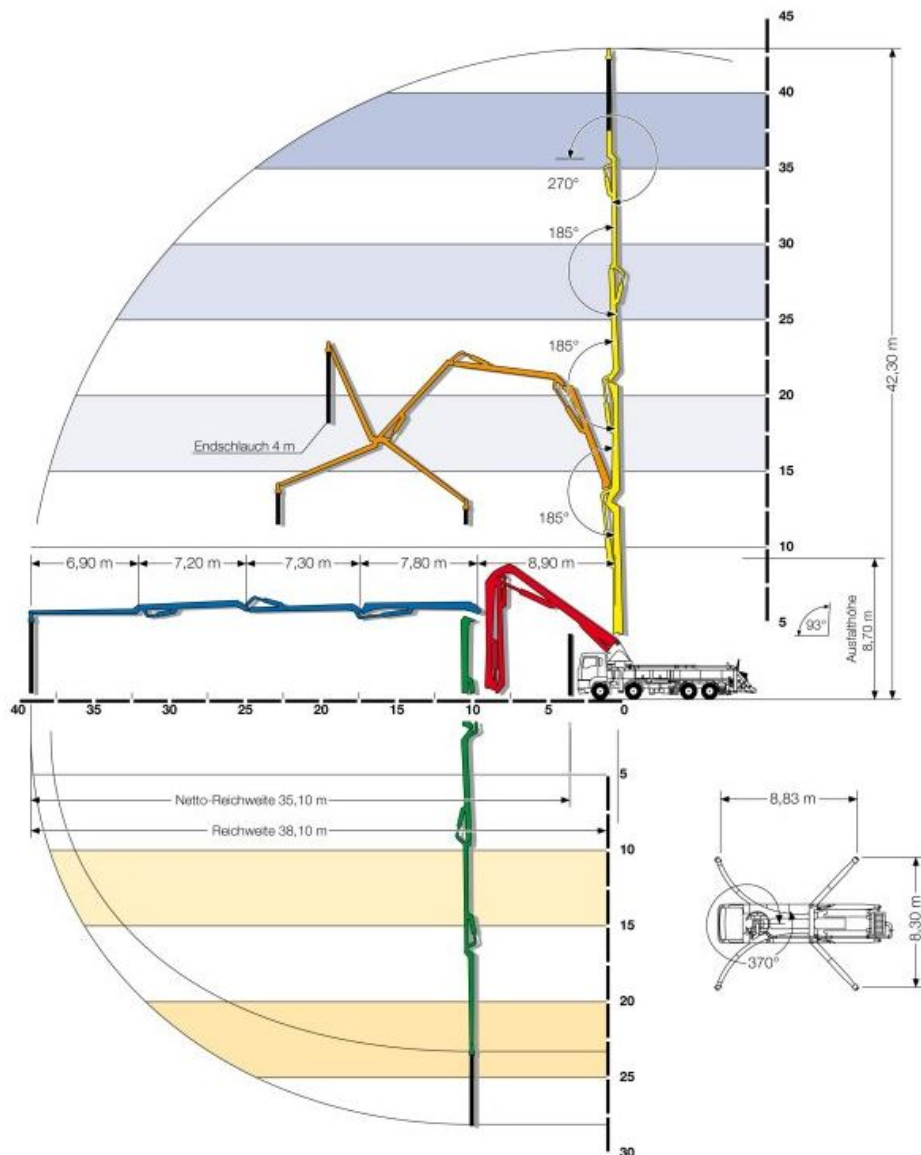 45
40
35
270°
185°
30
25
42,30 m
185°
20
Endschlauch 4 m
15
185°
10
6,90 m
7,20 m
7,30 m
7,80 m
8,90 m
Ausfalthöhe
8,70 m
5
93°
40
35
30
25
20
15
10
5
0
5
Netto-Reichweite 35,10 m
8,83 m
Reichweite 38,10 m
10
15
8,30 m
370°
20
25
30